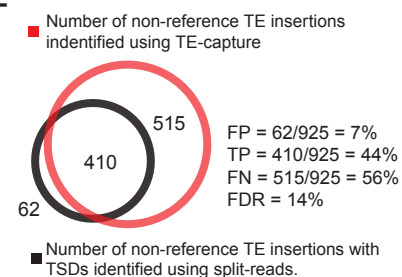 Number of non-reference TE insertions
indentified using TE-capture
515
410
62
FP = 62/925 = 7%
TP = 410/925 = 44%
FN = 515/925 = 56%
FDR = 14%
Number of non-reference TE insertions with
TSDs identified using split-reads.